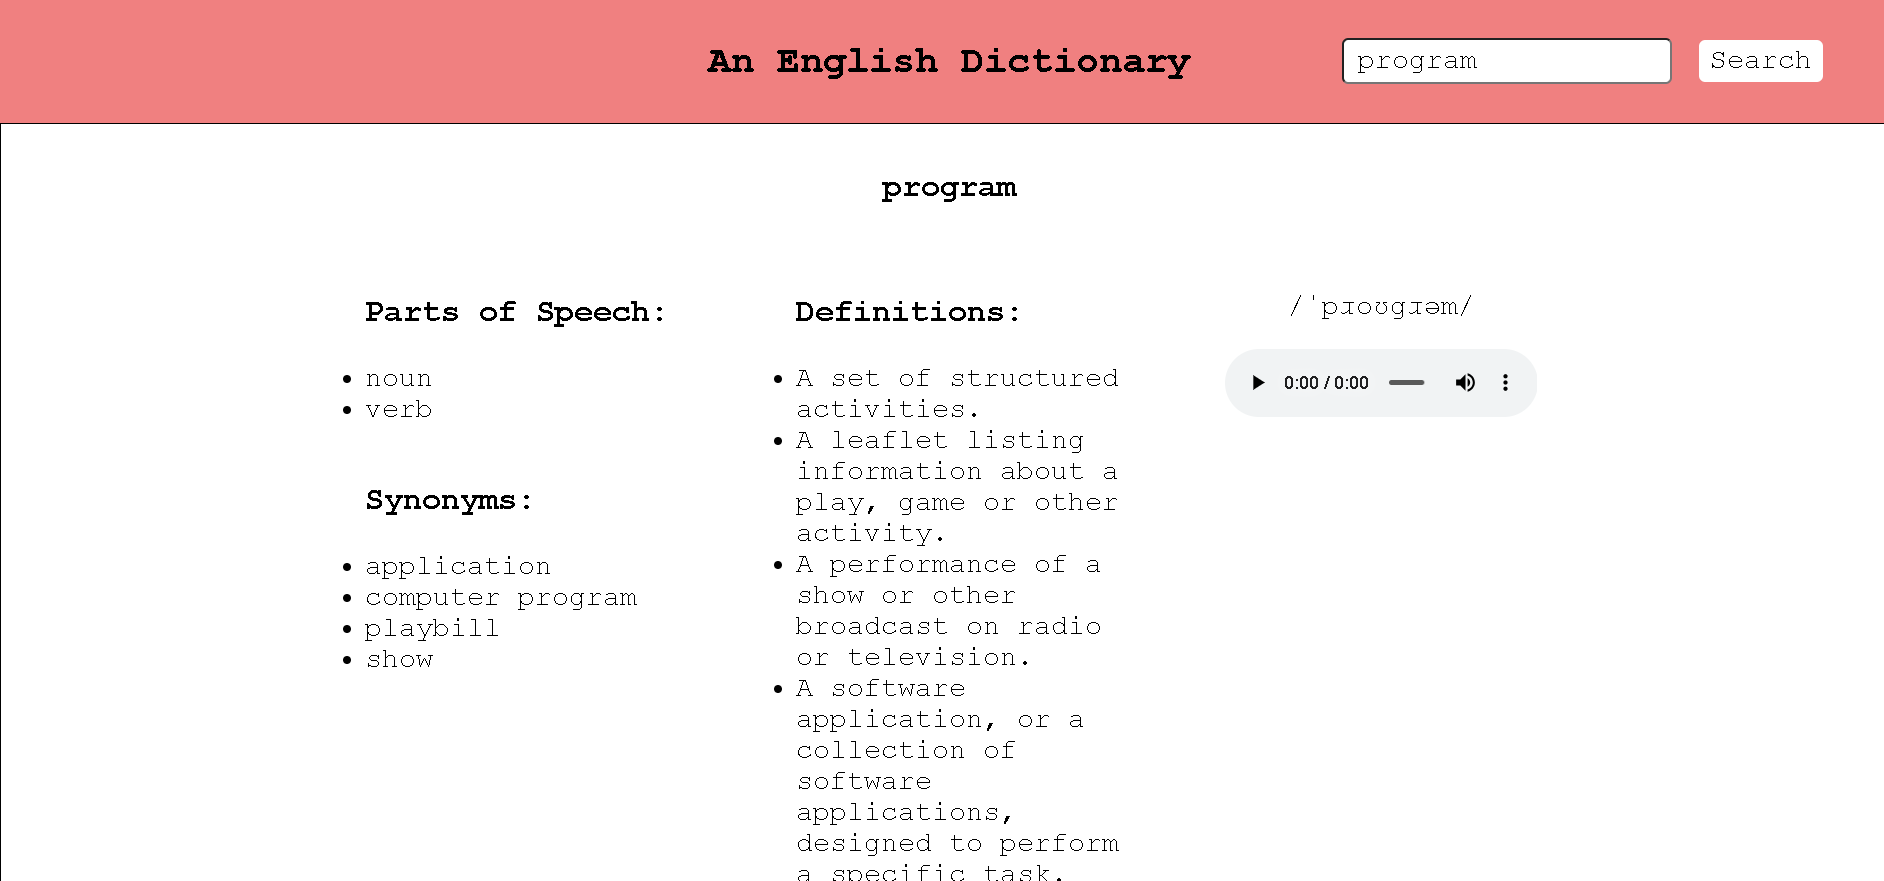 An English Dictionary
program
Search
program
Parts of Speech:
noun
verb
Synonyms:
application
computer program
playbill
show
Definitions:
A set of structured
activities.
A leaflet listing
information about a
play, game or other
activity.
A performance of a
show or other
broadcast on radio
or television.
A software
application, or a
collection of
software
applications,
designed to perform
a specific task.
/ˈpɹoʊɡɹəm/
0:00 / 0:00